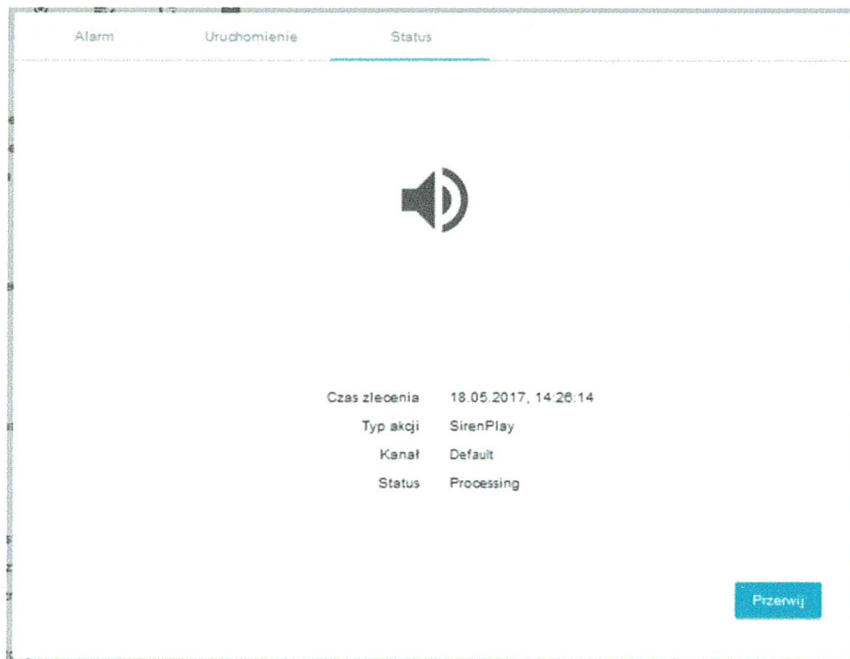 Alarm Uruchomienie Status
Czas zlecenia 18.05.2017, 14:26:14
Typ akcji SirenPlay
Kanał Default
Status Processing
Przerwij